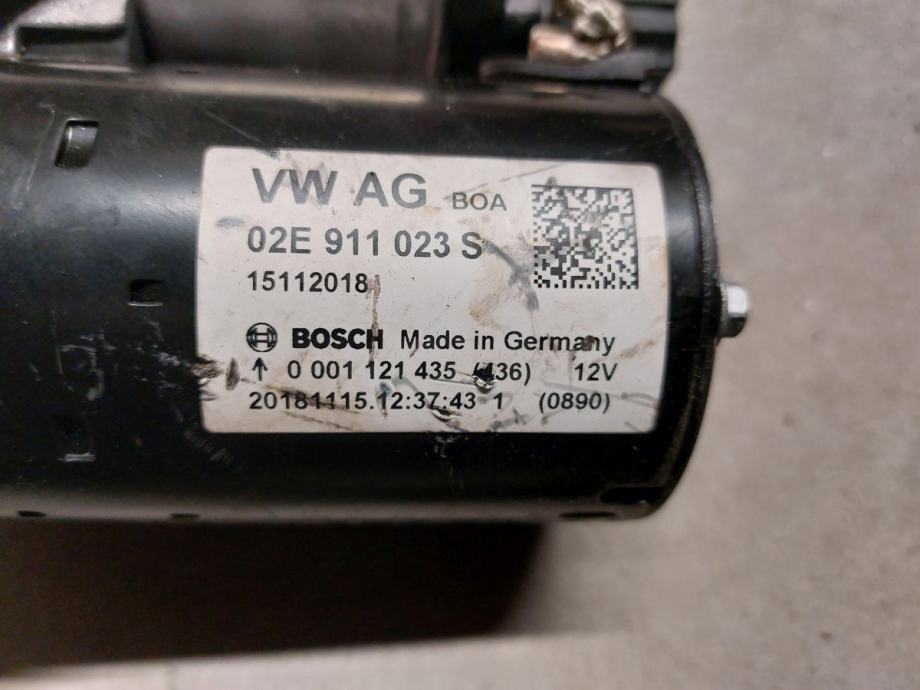 VW AG BOA
02E 911 023 S
15112018
BOSCH Made in Germany
↑ 0 001 121 435 (436) 12V
20181115.12:37:43 1 (0890)